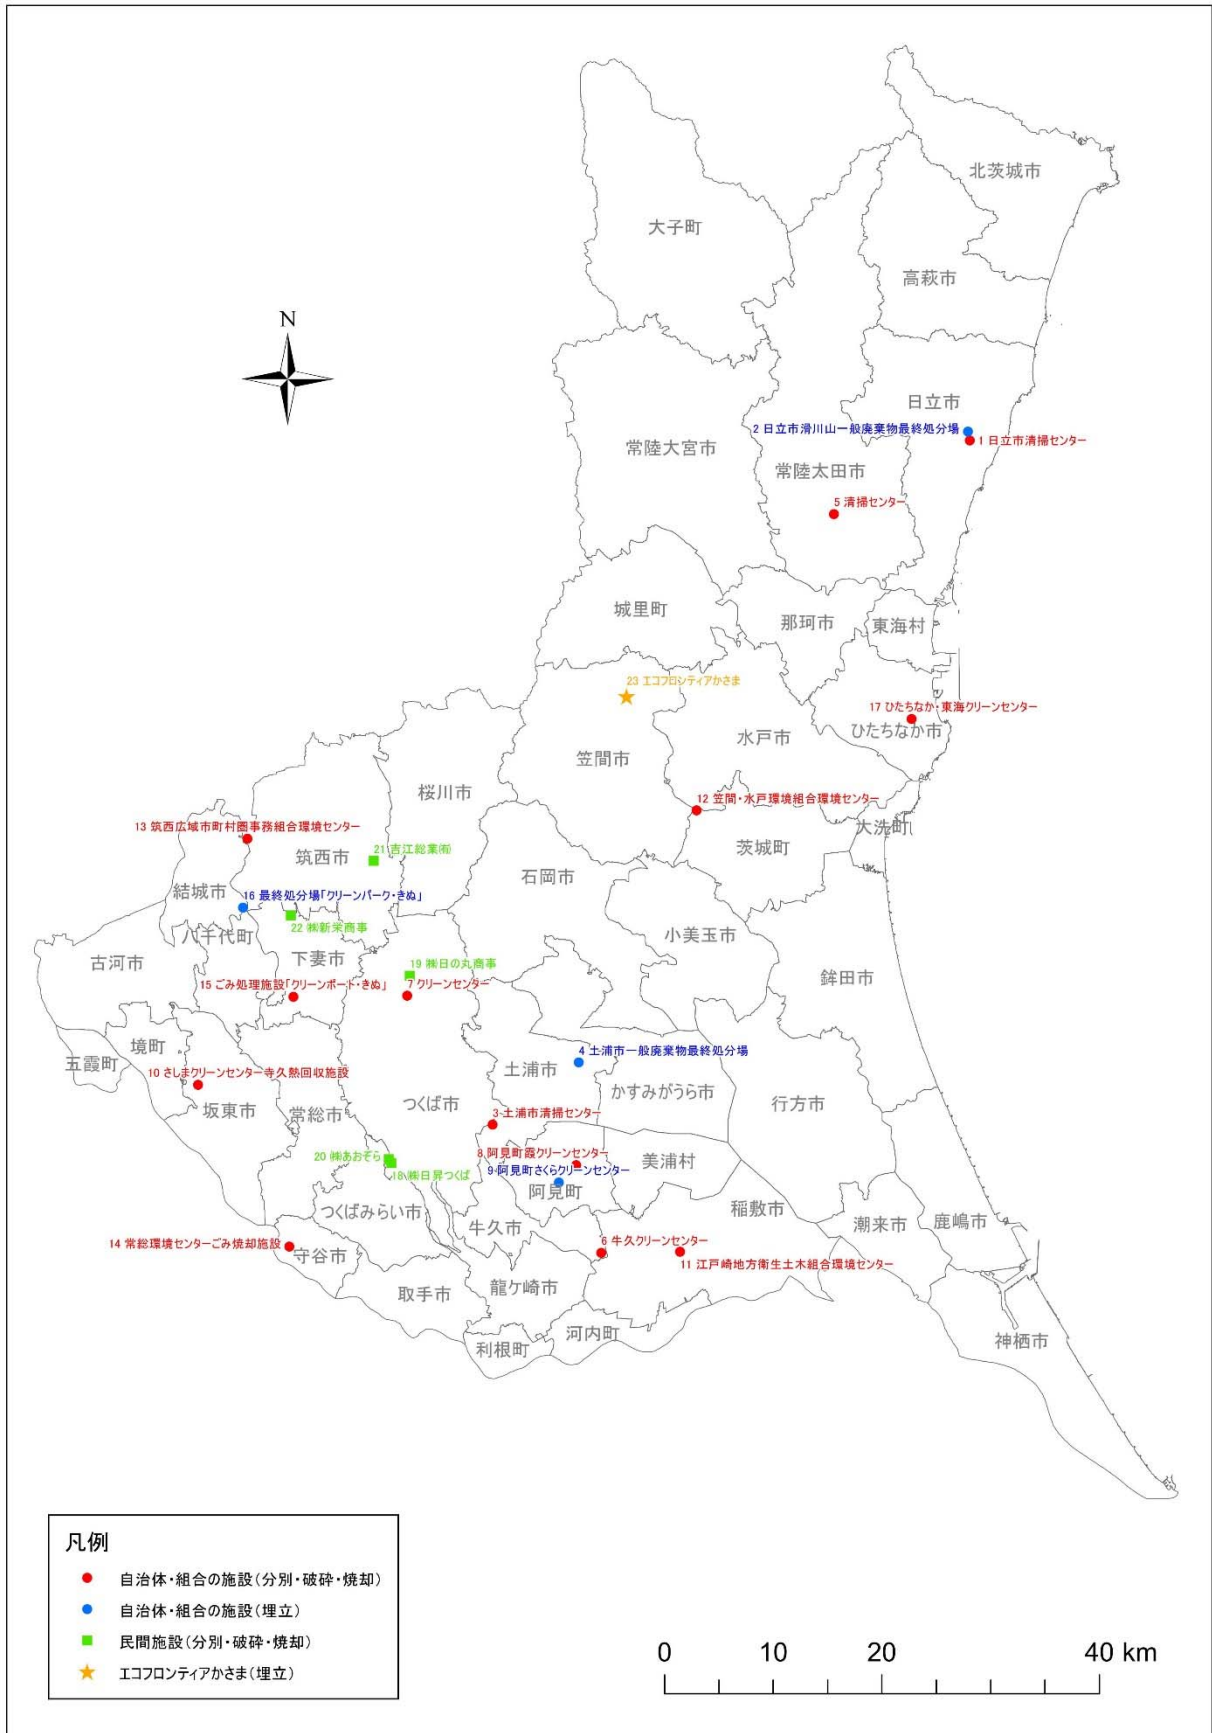 北茨城市
大子町
高萩市
N
日立市
2 日立市滑川山一般廃棄物最終処分場
1 日立市清掃センター
常陸大宮市
常陸太田市
5 清掃センター
城里町
那珂市
東海村
23 エコフロンティアかさま
17 ひたちなか・東海クリーンセンター
ひたちなか市
水戸市
笠間市
桜川市
12 笠間・水戸環境組合環境センター
大洗町
13 筑西広域市町村圏事務組合環境センター
茨城町
21 吉江総業㈲
筑西市
石岡市
結城市
16 最終処分場「クリーンパーク・きぬ」
小美玉市
22 ㈱新栄商事
八千代町
下妻市
古河市
19 ㈱日の丸商事
鉾田市
15 ごみ処理施設「クリーンポート・きぬ」
7 クリーンセンター
境町
4 土浦市一般廃棄物最終処分場
五霞町
土浦市
10 さしまクリーンセンター寺久熱回収施設
かすみがうら市
つくば市
行方市
坂東市
常総市
3 土浦市清掃センター
8 阿見町霞クリーンセンター
20 ㈱あおぞら
美浦村
9 阿見町さくらクリーンセンター
18 ㈱日昇つくば
阿見町
つくばみらい市
稲敷市
牛久市
潮来市
鹿嶋市
14 常総環境センターごみ焼却施設
守谷市
6 牛久クリーンセンター
11 江戸崎地方衛生土木組合環境センター
龍ケ崎市
取手市
河内町
利根町
神栖市
凡例
自治体・組合の施設(分別・破砕・焼却)
自治体・組合の施設(埋立)
民間施設(分別・破砕・焼却)
エコフロンティアかさま(埋立)
0 10 20 40 km